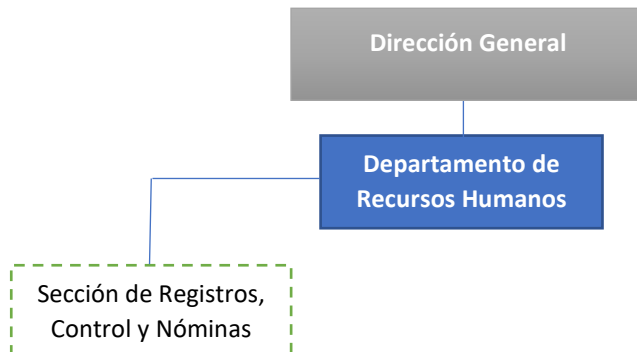 Dirección General
Departamento de
Recursos Humanos
Sección de Registros,
Control y Nóminas